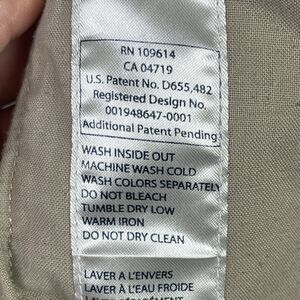 RN 109614
CA 04719
U.S. Patent No. D655,482
Registered Design No.
001948647-0001
Additional Patent Pending
WASH INSIDE OUT
MACHINE WASH COLD
WASH COLORS SEPARATELY
DO NOT BLEACH
TUMBLE DRY LOW
WARM IRON
DO NOT DRY CLEAN
LAVER A L'ENVERS
LAVER À L'EAU FROIDE
LAVER SÉPARÉMENT